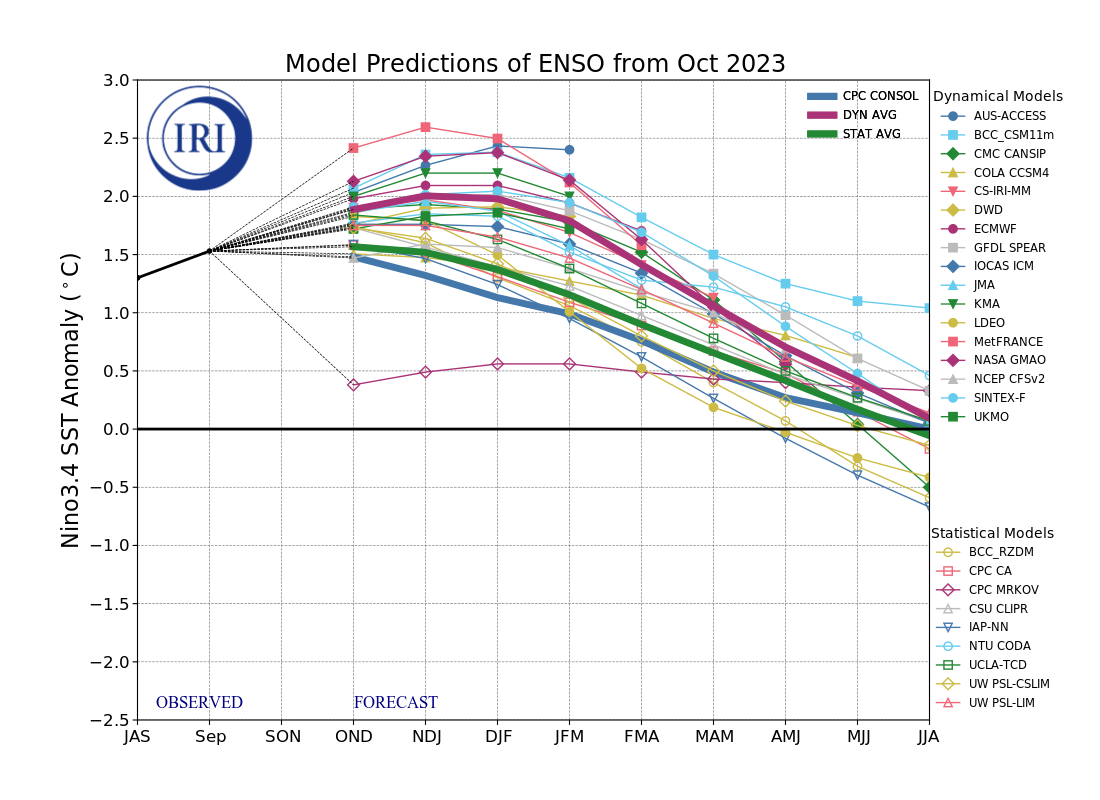 Model Predictions of ENSO from Oct 2023
Nino3.4 SST Anomaly (°C)
3.0
2.5
2.0
1.5
1.0
0.5
0.0
−0.5
−1.0
−1.5
−2.0
−2.5
IRI
CPC CONSOL
DYN AVG
STAT AVG
Dynamical Models
AUS-ACCESS
BCC_CSM11m
CMC CANSIP
COLA CCSM4
CS-IRI-MM
DWD
ECMWF
GFDL SPEAR
IOCAS ICM
JMA
KMA
LDEO
MetFRANCE
NASA GMAO
NCEP CFSv2
SINTEX-F
UKMO
Statistical Models
BCC_RZDM
CPC CA
CPC MRKOV
CSU CLIPR
IAP-NN
NTU CODA
UCLA-TCD
UW PSL-CSLIM
UW PSL-LIM
OBSERVED FORECAST
JAS Sep SON OND NDJ DJF JFM FMA MAM AMJ MJJ JJA